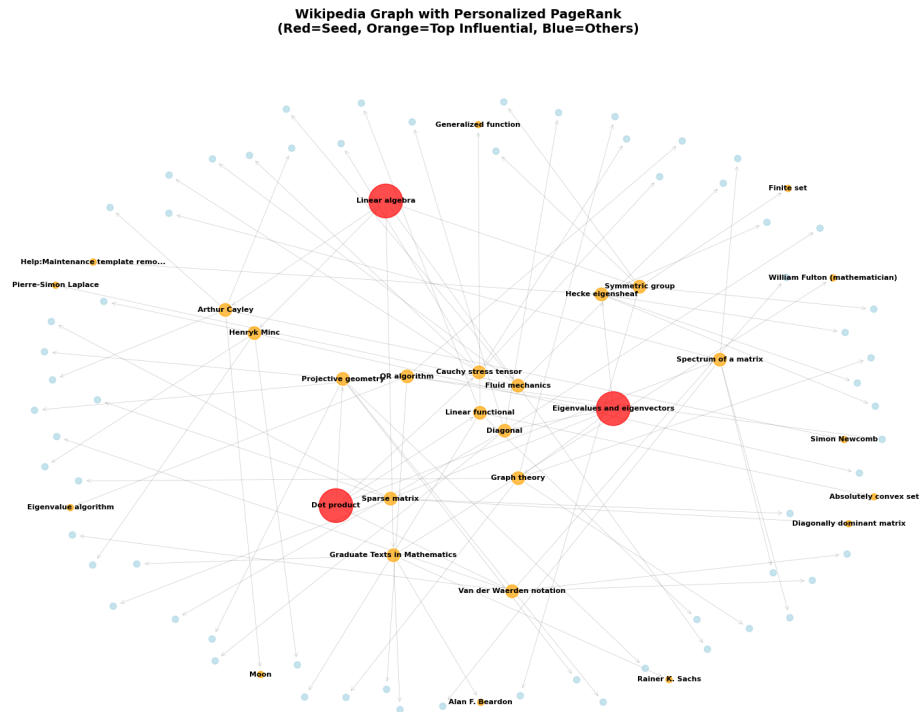 Wikipedia Graph with Personalized PageRank
(Red=Seed, Orange=Top Influential, Blue=Others)
Generalized function
Finite set
Linear algebra
Help:Maintenance template remo...
William Fulton (mathematician)
Pierre-Simon Laplace
Symmetric group
Hecke eigensheaf
Arthur Cayley
Henryk Minc
Spectrum of a matrix
Cauchy stress tensor
QR algorithm
Projective geometry
Fluid mechanics
Eigenvalues and eigenvectors
Linear functional
Diagonal
Simon Newcomb
Graph theory
Absolutely convex set
Sparse matrix
Dot product
Eigenvalue algorithm
Diagonally dominant matrix
Graduate Texts in Mathematics
Van der Waerden notation
Moon
Rainer K. Sachs
Alan F. Beardon